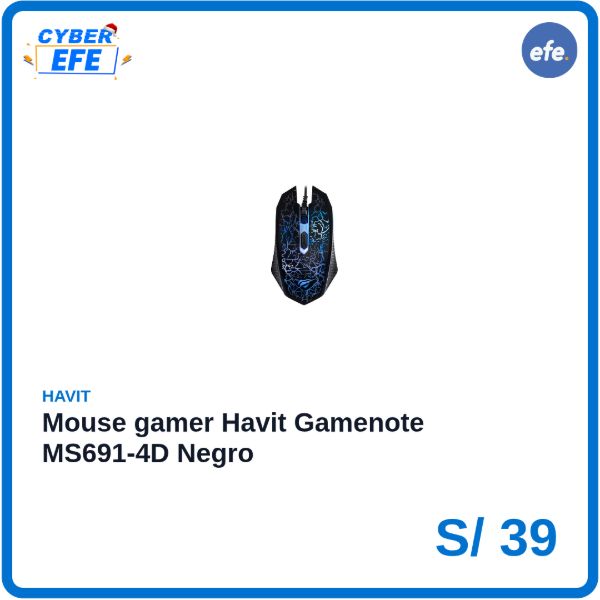 CYBER
EFE
efe.
HAVIT
Mouse gamer Havit Gamenote
MS691-4D Negro
S/ 39